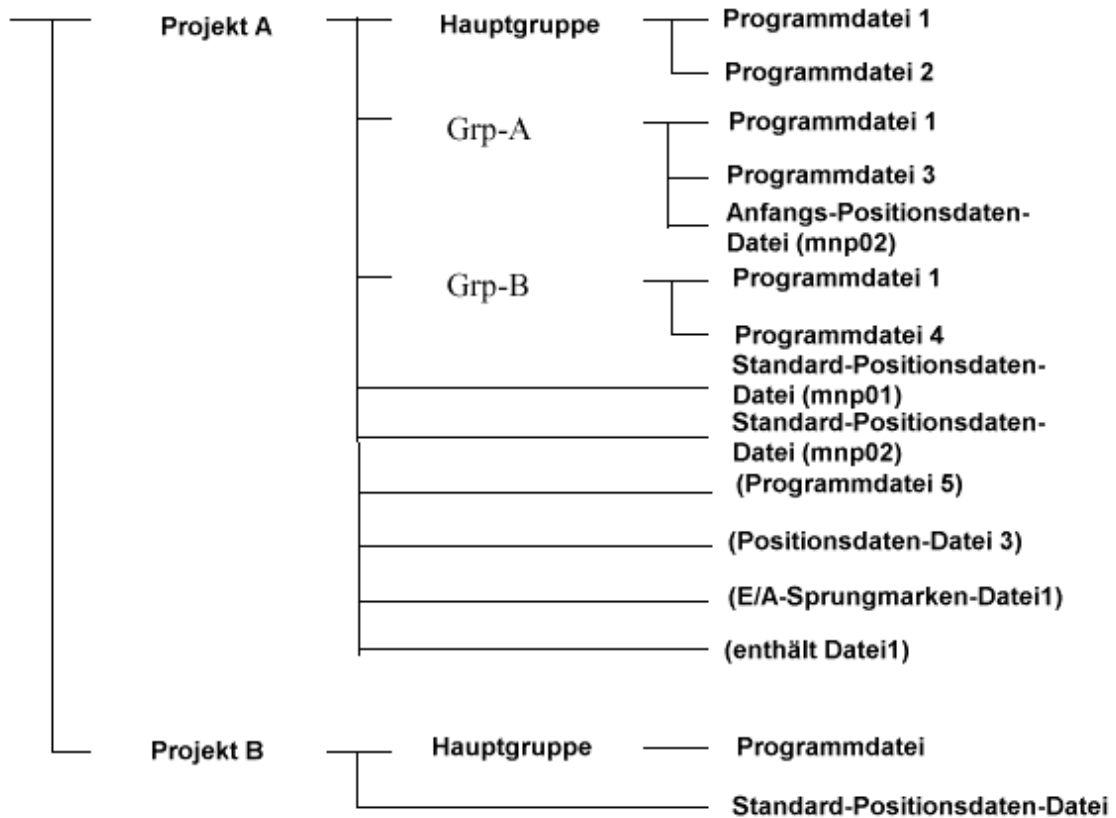 Projekt A
Hauptgruppe
Programmdatei 1
Programmdatei 2
Grp-A
Programmdatei 1
Programmdatei 3
Anfangs-Positionsdaten-
Datei (mnp02)
Grp-B
Programmdatei 1
Programmdatei 4
Standard-Positionsdaten-
Datei (mnp01)
Standard-Positionsdaten-
Datei (mnp02)
(Programmdatei 5)
(Positionsdaten-Datei 3)
(E/A-Sprungmarken-Datei1)
(enthält Datei1)
Projekt B
Hauptgruppe
Programmdatei
Standard-Positionsdaten-Datei